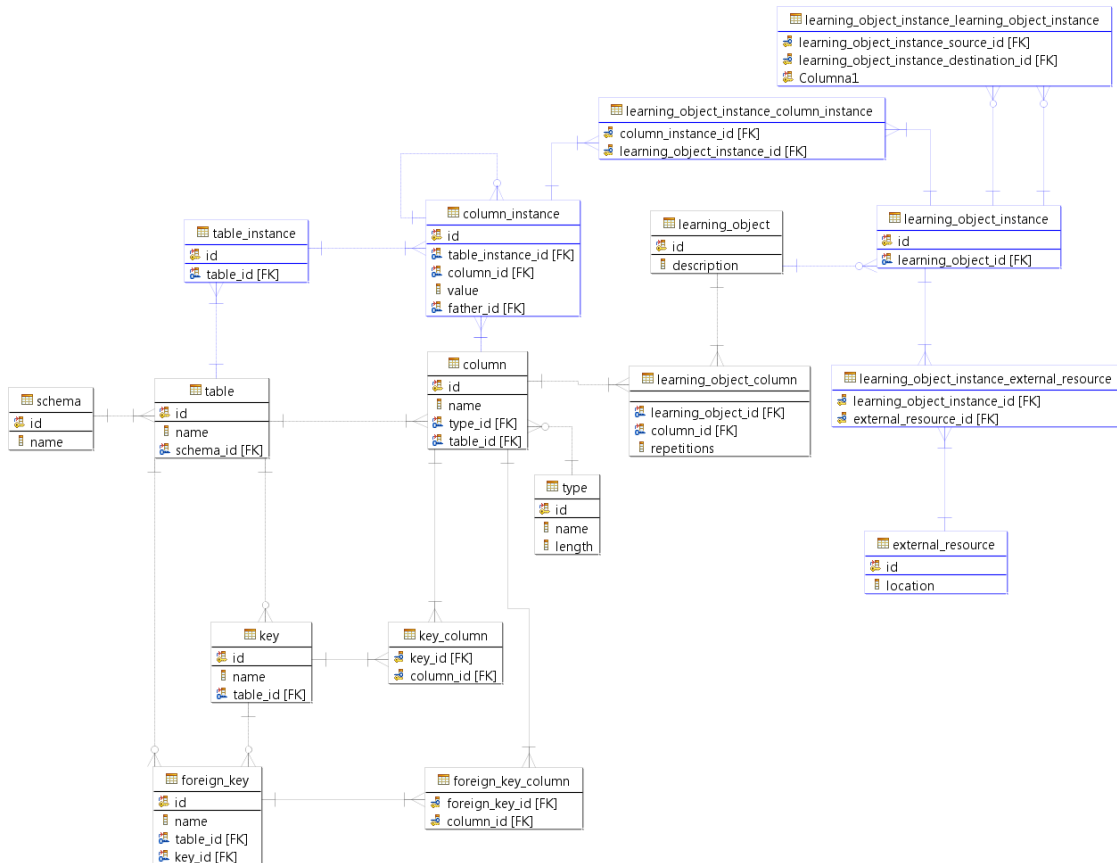 learning_object_instance_learning_object_instance
learning_object_instance_source_id [FK]
learning_object_instance_destination_id [FK]
Columna1
learning_object_instance_column_instance
column_instance_id [FK]
learning_object_instance_id [FK]
column_instance
id
table_instance_id [FK]
column_id [FK]
value
father_id [FK]
table_instance
id
table_id [FK]
learning_object
id
description
learning_object_instance
id
learning_object_id [FK]
schema
id
name
table
id
name
schema_id [FK]
column
id
name
type_id [FK]
table_id [FK]
learning_object_column
learning_object_id [FK]
column_id [FK]
repetitions
learning_object_instance_external_resource
learning_object_instance_id [FK]
external_resource_id [FK]
type
id
name
length
external_resource
id
location
key
id
name
table_id [FK]
key_column
key_id [FK]
column_id [FK]
foreign_key
id
name
table_id [FK]
key_id [FK]
foreign_key_column
foreign_key_id [FK]
column_id [FK]